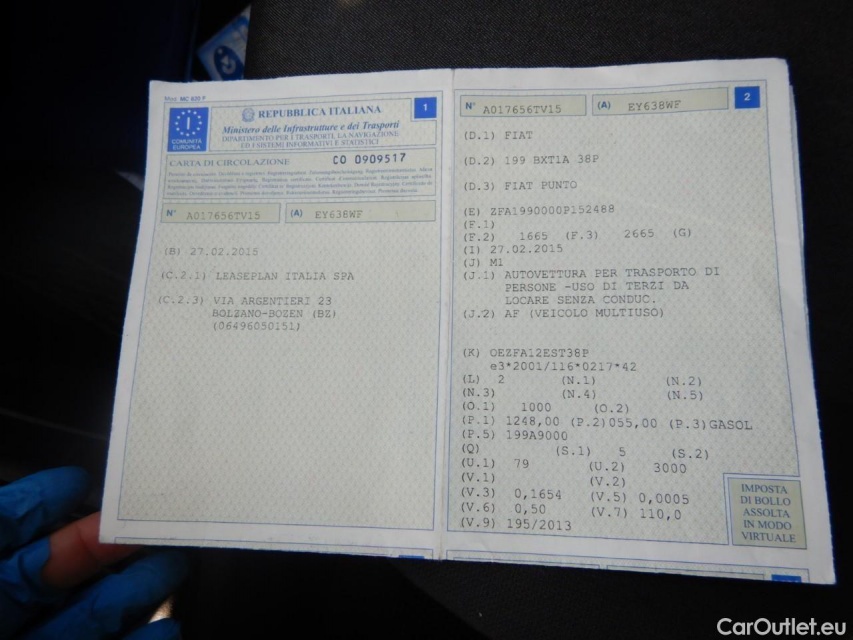 Mod. MC 820 F
I
COMUNITÀ
EUROPEA
REPUBBLICA ITALIANA
1
Ministero delle Infrastrutture e dei Trasporti
DIPARTIMENTO PER I TRASPORTI, LA NAVIGAZIONE
ED I SISTEMI INFORMATIVI E STATISTICI
CARTA DI CIRCOLAZIONE
CO 0909517
N° A017656TV15 (A) EY638WF
(B) 27.02.2015
(C.2.1) LEASEPLAN ITALIA SPA
(C.2.3) VIA ARGENTIERI 23
BOLZANO-BOZEN (BZ)
(06496050151)
N° A017656TV15 (A) EY638WF
2
(D.1) FIAT
(D.2) 199 BXT1A 38P
(D.3) FIAT PUNTO
(E) ZFA1990000P152488
(F.1)
(F.2) 1665 (F.3) 2665 (G)
(I) 27.02.2015
(J) M1
(J.1) AUTOVETTURA PER TRASPORTO DI
PERSONE -USO DI TERZI DA
LOCARE SENZA CONDUC.
(J.2) AF (VEICOLO MULTIUSO)
(K) OEZFA12EST38P
e3*2001/116*0217*42
(L) 2 (N.1) (N.2)
(N.3) (N.4) (N.5)
(O.1) 1000 (O.2)
(P.1) 1248,00 (P.2)055,00 (P.3)GASOL
(P.5) 199A9000
(Q) (S.1) 5 (S.2)
(U.1) 79 (U.2) 3000
(V.1) (V.2)
(V.3) 0,1654 (V.5) 0,0005
(V.6) 0,50 (V.7) 110,0
(V.9) 195/2013
IMPOSTA
DI BOLLO
ASSOLTA
IN MODO
VIRTUALE
CarOutlet.eu